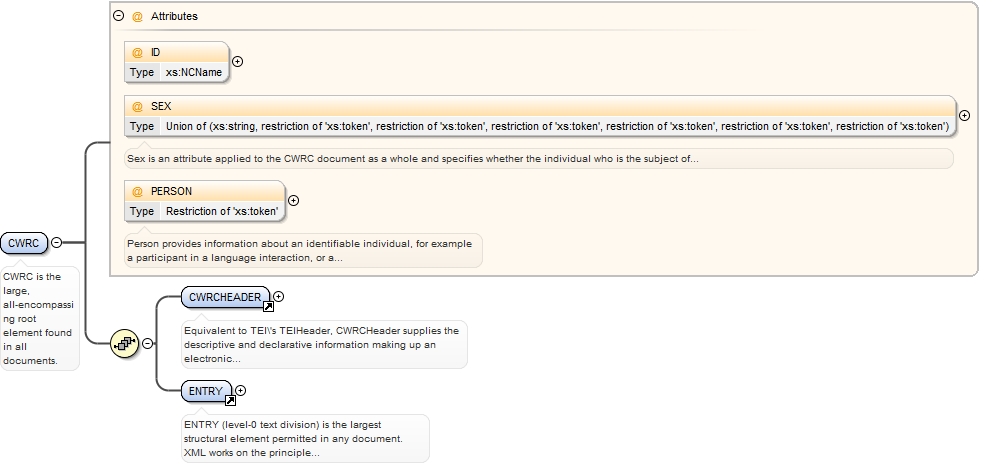 Attributes
@ ID
Type xs:NCName
@ SEX
Type Union of (xs:string, restriction of 'xs:token', restriction of 'xs:token', restriction of 'xs:token', restriction of 'xs:token', restriction of 'xs:token', restriction of 'xs:token')
Sex is an attribute applied to the CWRC document as a whole and specifies whether the individual who is the subject of...
@ PERSON
Type Restriction of 'xs:token'
Person provides information about an identifiable individual, for example
a participant in a language interaction, or a...
CWRC
CWRC is the
large,
all-encompassi
ng root
element found
in all
documents.
CWRCHEADER
Equivalent to TEI\'s TEIHeader, CWRCHeader supplies the
descriptive and declarative information making up an
electronic...
ENTRY
ENTRY (level-0 text division) is the largest
structural element permitted in any document.
XML works on the principle...